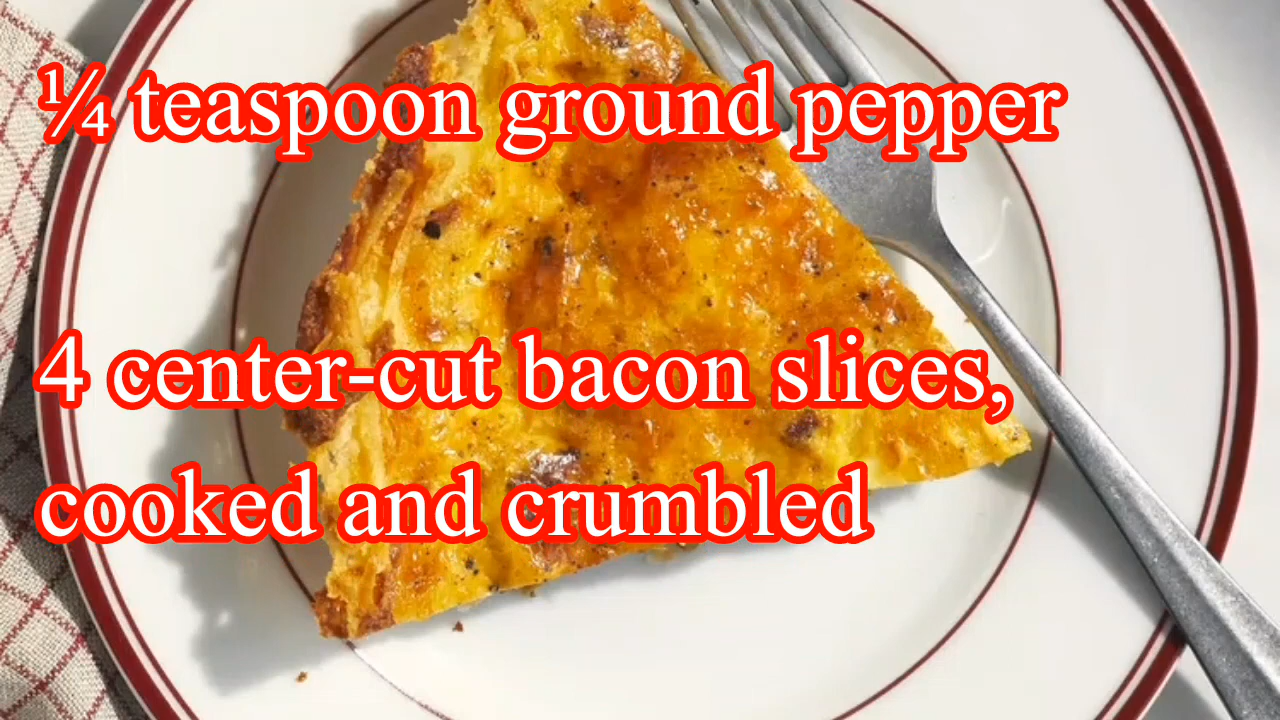 ¼ teaspoon ground pepper
4 center-cut bacon slices,
cooked and crumbled